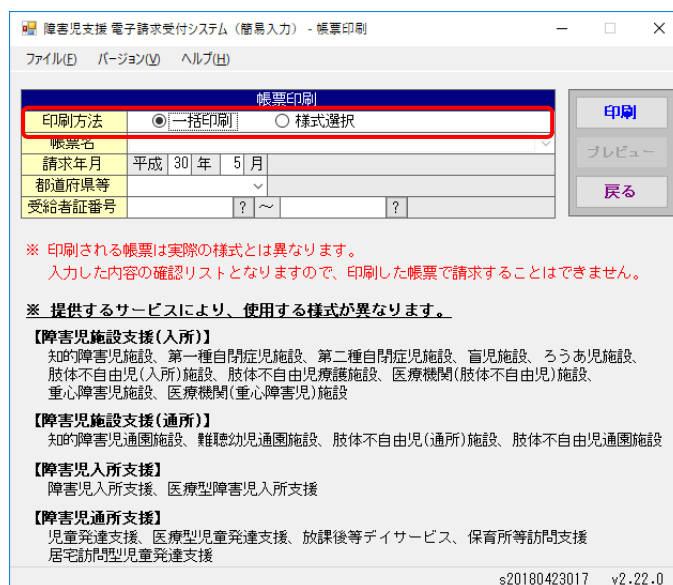 障害児支援 電子請求受付システム（簡易入力） - 帳票印刷
ファイル(F) バージョン(V) ヘルプ(H)
帳票印刷
印刷方法 一括印刷 様式選択
帳票名
請求年月 平成 30 年 5 月
都道府県等
受給者証番号 ? ～ ?
印刷
プレビュー
戻る
※ 印刷される帳票は実際の様式とは異なります。
入力した内容の確認リストとなりますので、印刷した帳票で請求することはできません。
※ 提供するサービスにより、使用する様式が異なります。
【障害児施設支援(入所)】
知的障害児施設、第一種自閉症児施設、第二種自閉症児施設、盲児施設、ろうあ児施設、
肢体不自由児(入所)施設、肢体不自由児療護施設、医療機関(肢体不自由児)施設、
重心障害児施設、医療機関(重心障害児)施設
【障害児施設支援(通所)】
知的障害児通園施設、難聴幼児通園施設、肢体不自由児(通所)施設、肢体不自由児通園施設
【障害児入所支援】
障害児入所支援、医療型障害児入所支援
【障害児通所支援】
児童発達支援、医療型児童発達支援、放課後等デイサービス、保育所等訪問支援
居宅訪問型児童発達支援
s20180423017 v2.22.0